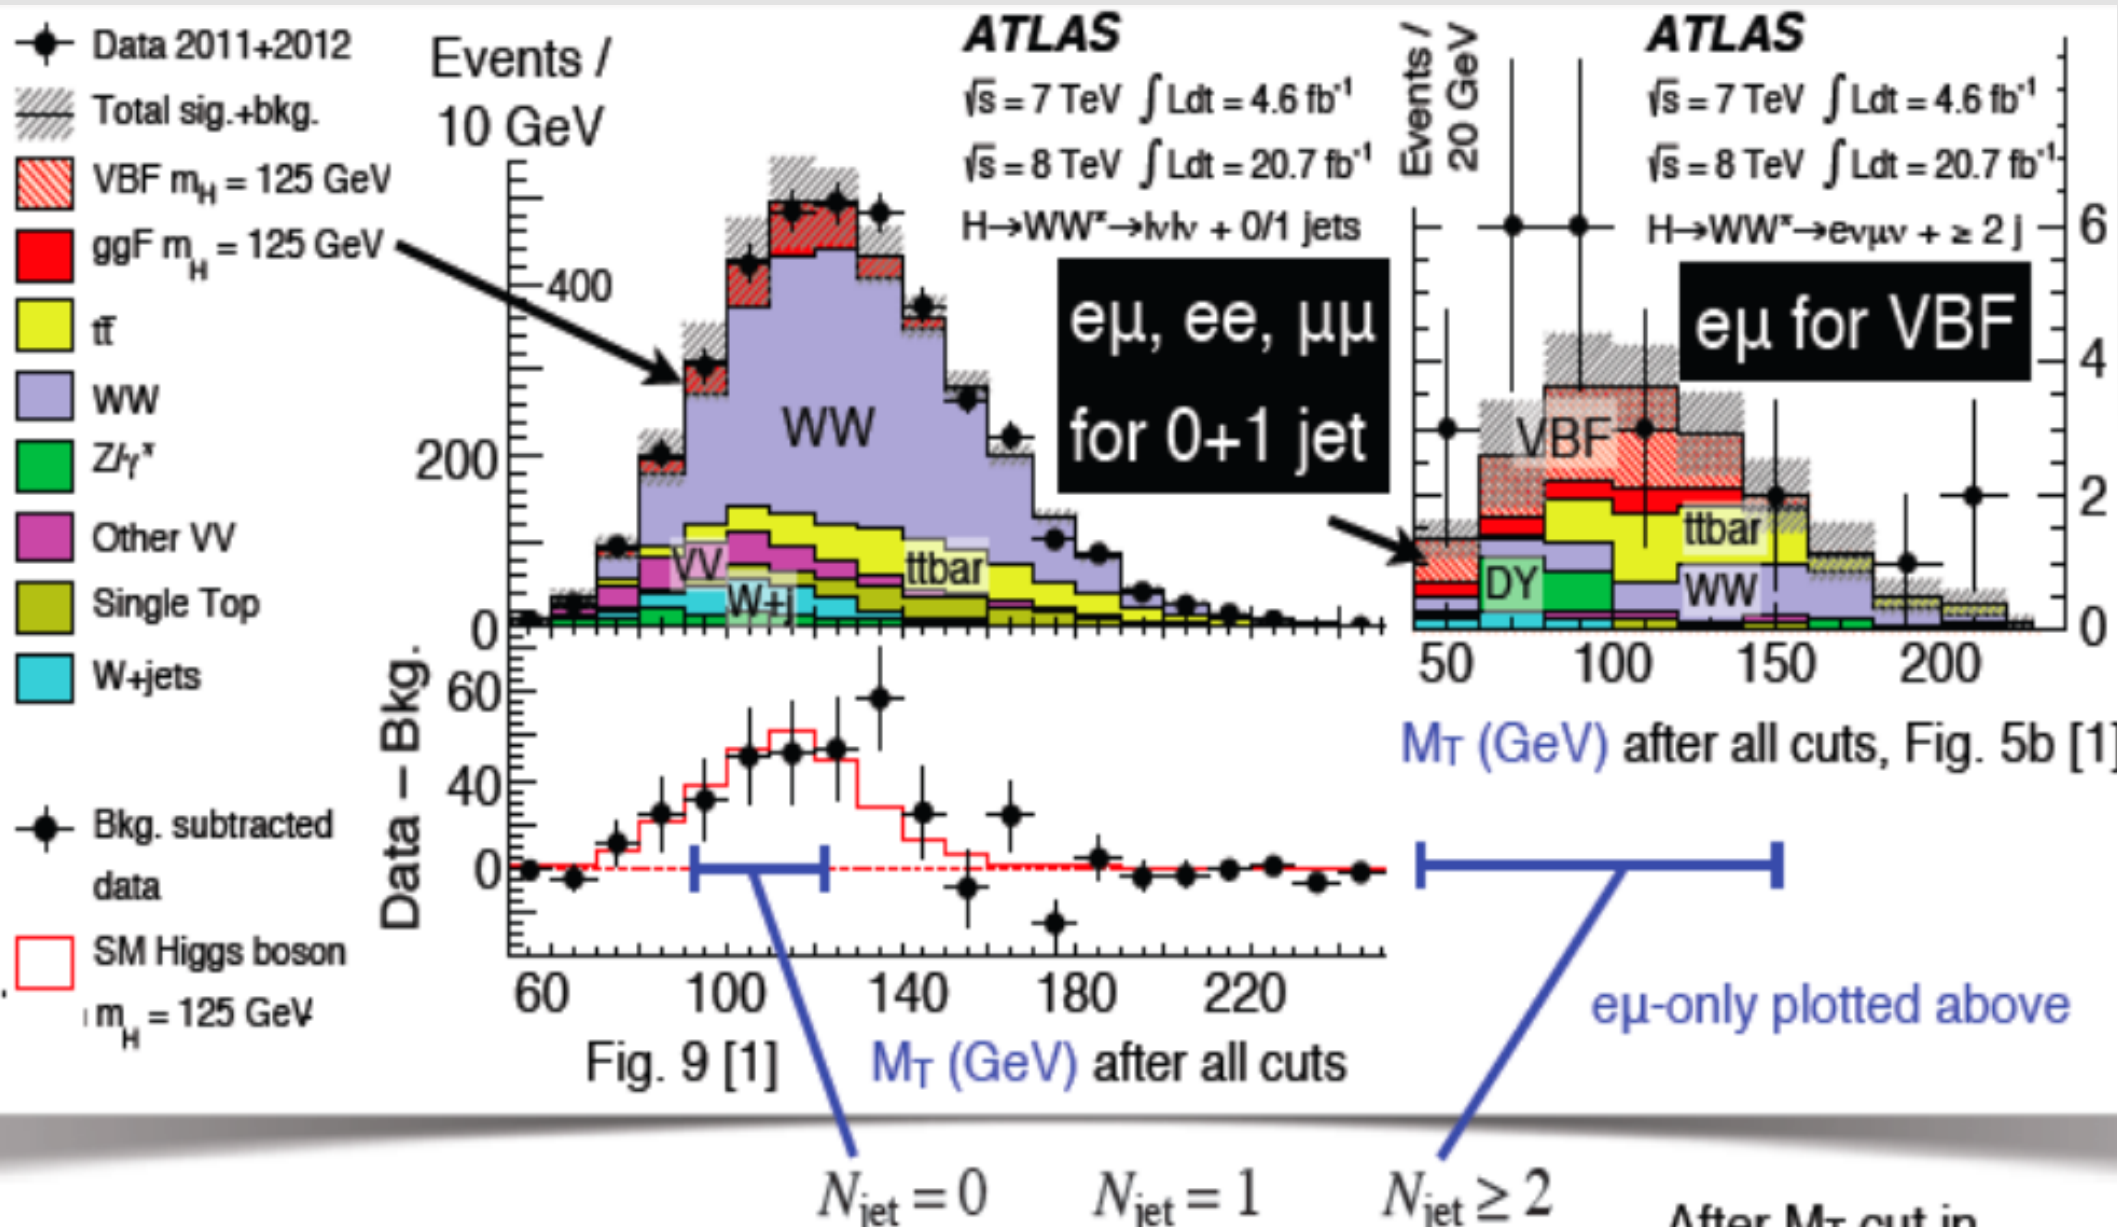 Data 2011+2012
Total sig.+bkg.
VBF m_H = 125 GeV
ggF m_H = 125 GeV
tt̄
WW
Z/γ*
Other VV
Single Top
W+jets
Bkg. subtracted
data
SM Higgs boson
m_H = 125 GeV
Events /
10 GeV
ATLAS
√s = 7 TeV ∫Ldt = 4.6 fb⁻¹
√s = 8 TeV ∫Ldt = 20.7 fb⁻¹
H→WW*→lνlν + 0/1 jets
eμ, ee, μμ
for 0+1 jet
400
200
0
WW
VV
ttbar
W+j
Data – Bkg.
60
40
0
60 100 140 180 220
Fig. 9 [1] M_T (GeV) after all cuts
Events /
20 GeV
ATLAS
√s = 7 TeV ∫Ldt = 4.6 fb⁻¹
√s = 8 TeV ∫Ldt = 20.7 fb⁻¹
H→WW*→eνμν + ≥ 2 j
eμ for VBF
6
4
2
0
VBF
ttbar
DY
WW
50 100 150 200
M_T (GeV) after all cuts, Fig. 5b [1]
eμ-only plotted above
N_jet = 0 N_jet = 1 N_jet ≥ 2
After M_T cut in